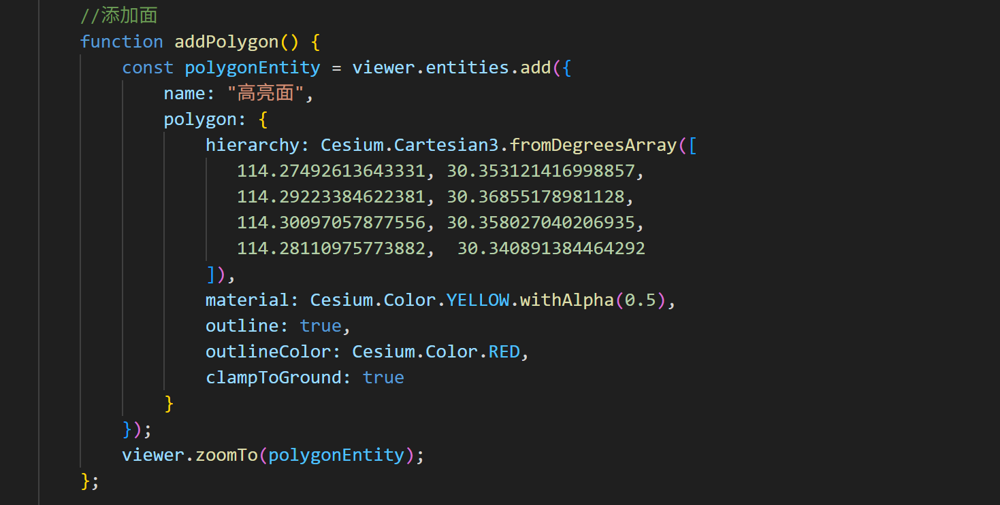 //添加面
function addPolygon() {
    const polygonEntity = viewer.entities.add({
        name: "高亮面",
        polygon: {
            hierarchy: Cesium.Cartesian3.fromDegreesArray([
               114.27492613643331, 30.353121416998857,
               114.29223384622381, 30.36855178981128,
               114.30097057877556, 30.358027040206935,
               114.28110975773882,  30.340891384464292
            ]),
            material: Cesium.Color.YELLOW.withAlpha(0.5),
            outline: true,
            outlineColor: Cesium.Color.RED,
            clampToGround: true
        }
    });
    viewer.zoomTo(polygonEntity);
};